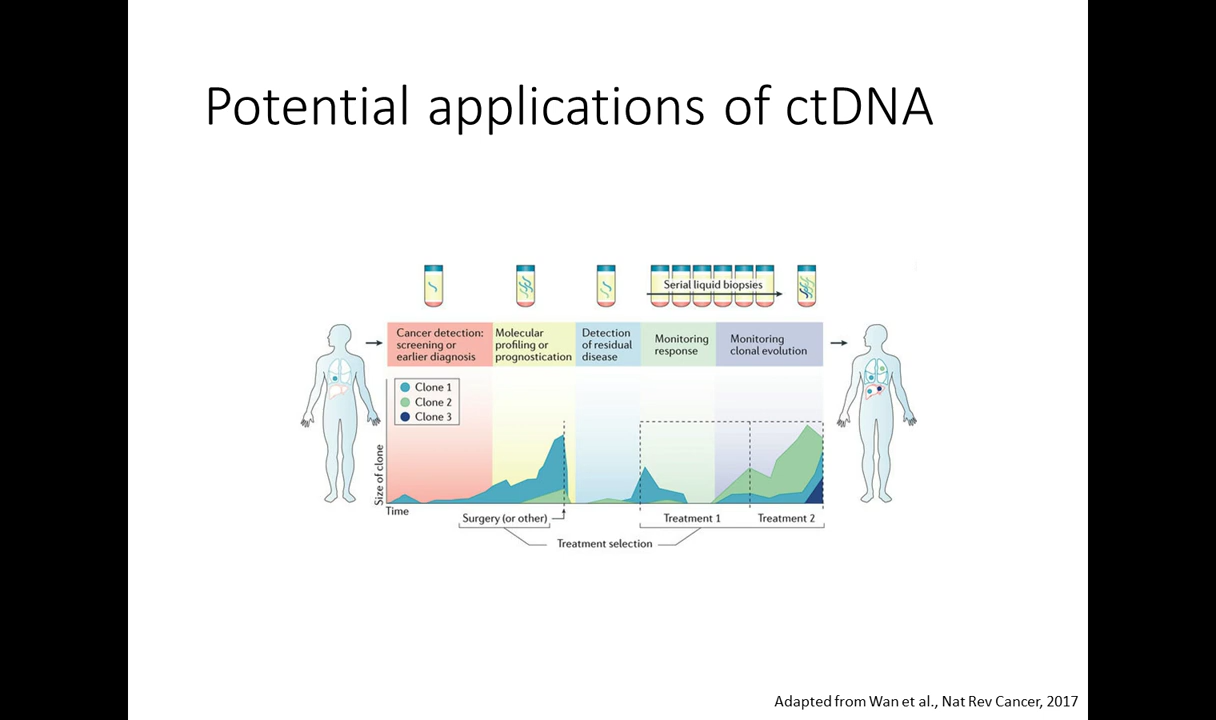 Potential applications of ctDNA
Serial liquid biopsies
Cancer detection:
screening or
earlier diagnosis
Molecular
profiling or
prognostication
Detection
of residual
disease
Monitoring
response
Monitoring
clonal evolution
Clone 1
Clone 2
Clone 3
Size of clone
Time
Surgery (or other)
Treatment 1
Treatment 2
Treatment selection
Adapted from Wan et al., Nat Rev Cancer, 2017